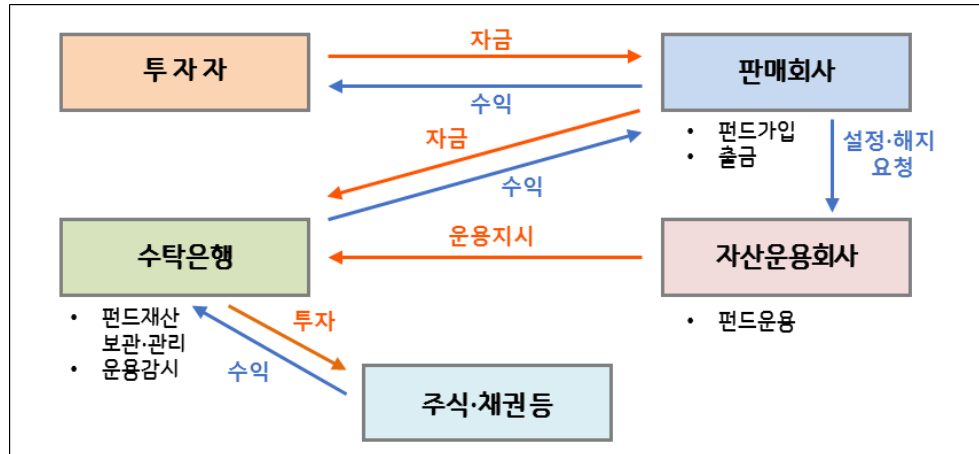 자금
투 자 자
판매회사
수익
• 펀드가입
• 출금
설정·해지
요청
자금
수익
운용지시
수탁은행
자산운용회사
• 펀드재산
보관·관리
• 운용감시
투자
수익
• 펀드운용
주식·채권 등